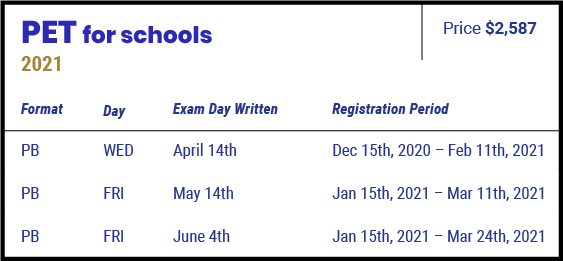 PET for schools
Price $2,587
2021
Format Day Exam Day Written Registration Period
PB WED April 14th Dec 15th, 2020 – Feb 11th, 2021
PB FRI May 14th Jan 15th, 2021 – Mar 11th, 2021
PB FRI June 4th Jan 15th, 2021 – Mar 24th, 2021